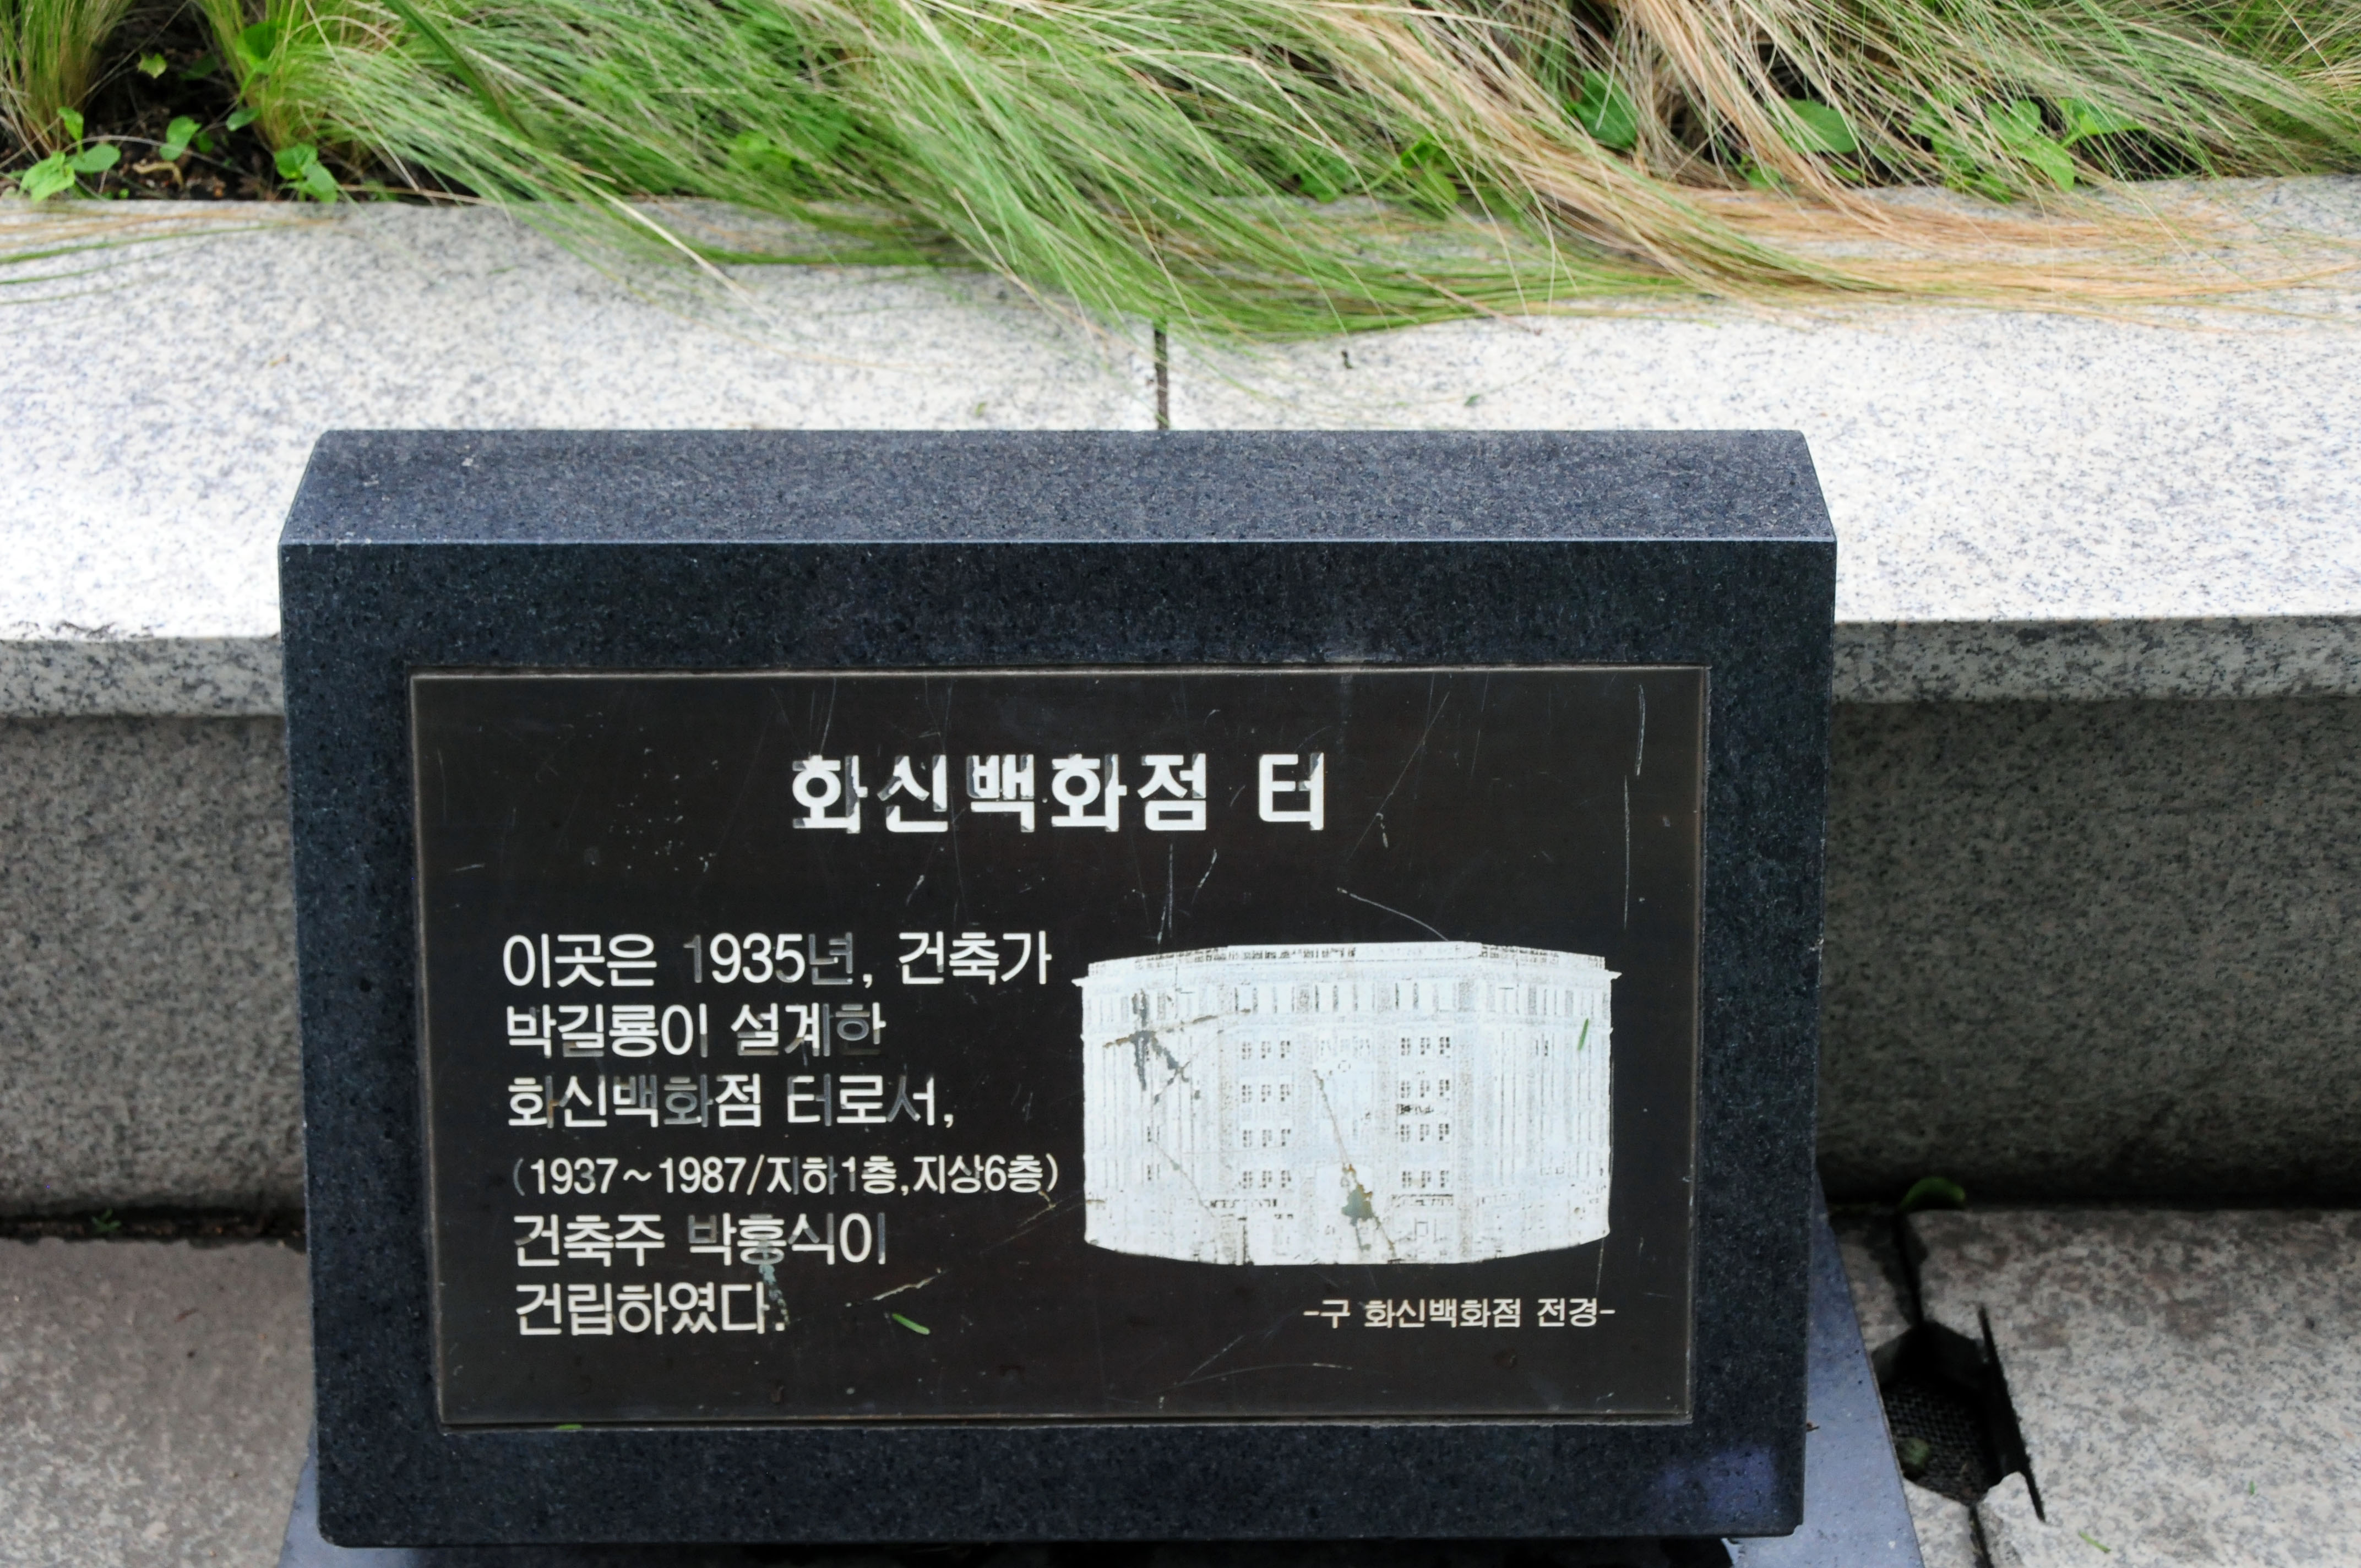 화신백화점 터
이곳은 1935년, 건축가
박길룡이 설계한
화신백화점 터로서,
(1937~1987/지하1층,지상6층)
건축주 박흥식이
건립하였다.
-구 화신백화점 전경-